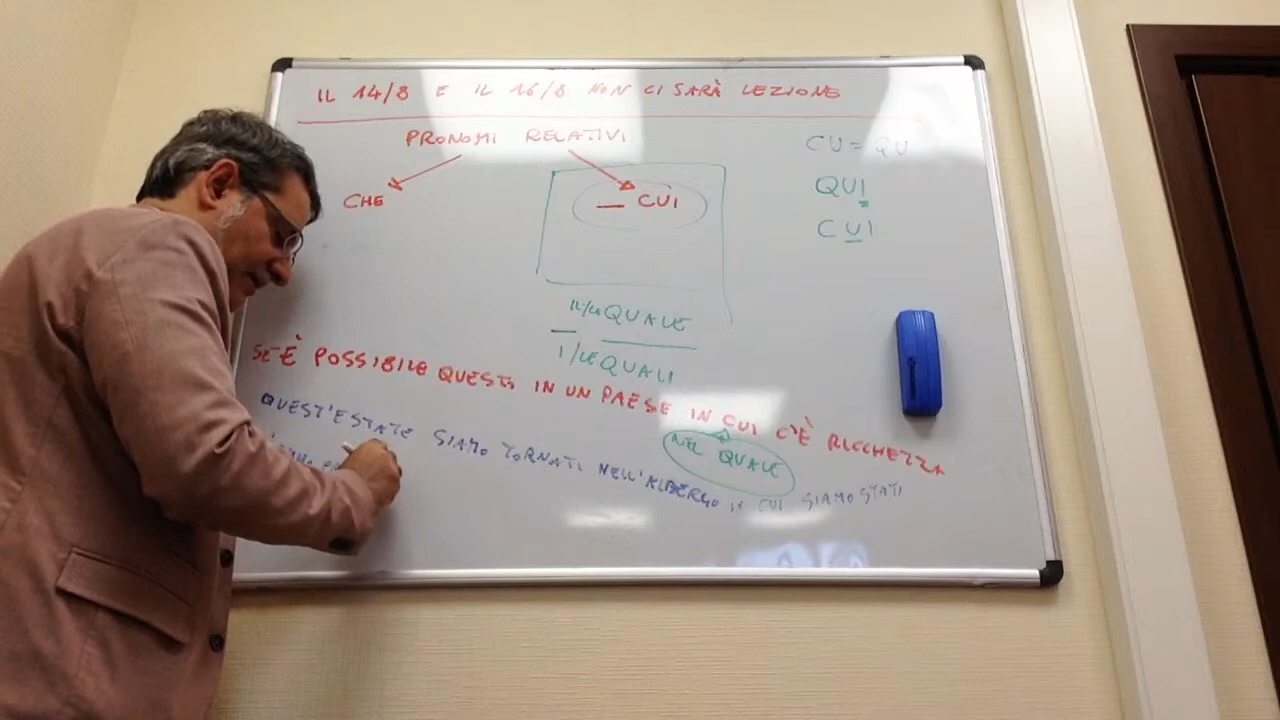 IL 14/8 E IL 16/8 NON CI SARÀ LEZIONE
PRONOMI RELATIVI
CHE
__ CUI
CU = QU
QUI
CUI
IL/LA QUALE
I/LE QUALI
SE È POSSIBILE QUESTO IN UN PAESE IN CUI C'È RICCHEZZA
NEL QUALE
QUEST'ESTATE SIAMO TORNATI NELL'ALBERGO IN CUI SIAMO STATI